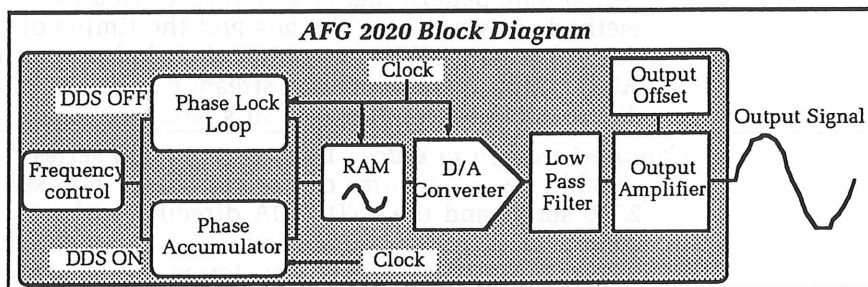 AFG 2020 Block Diagram
Clock
DDS OFF
Phase Lock
Loop
Output
Offset
Output Signal
Frequency
control
RAM
D/A
Converter
Low
Pass
Filter
Output
Amplifier
Phase
Accumulator
DDS ON
Clock